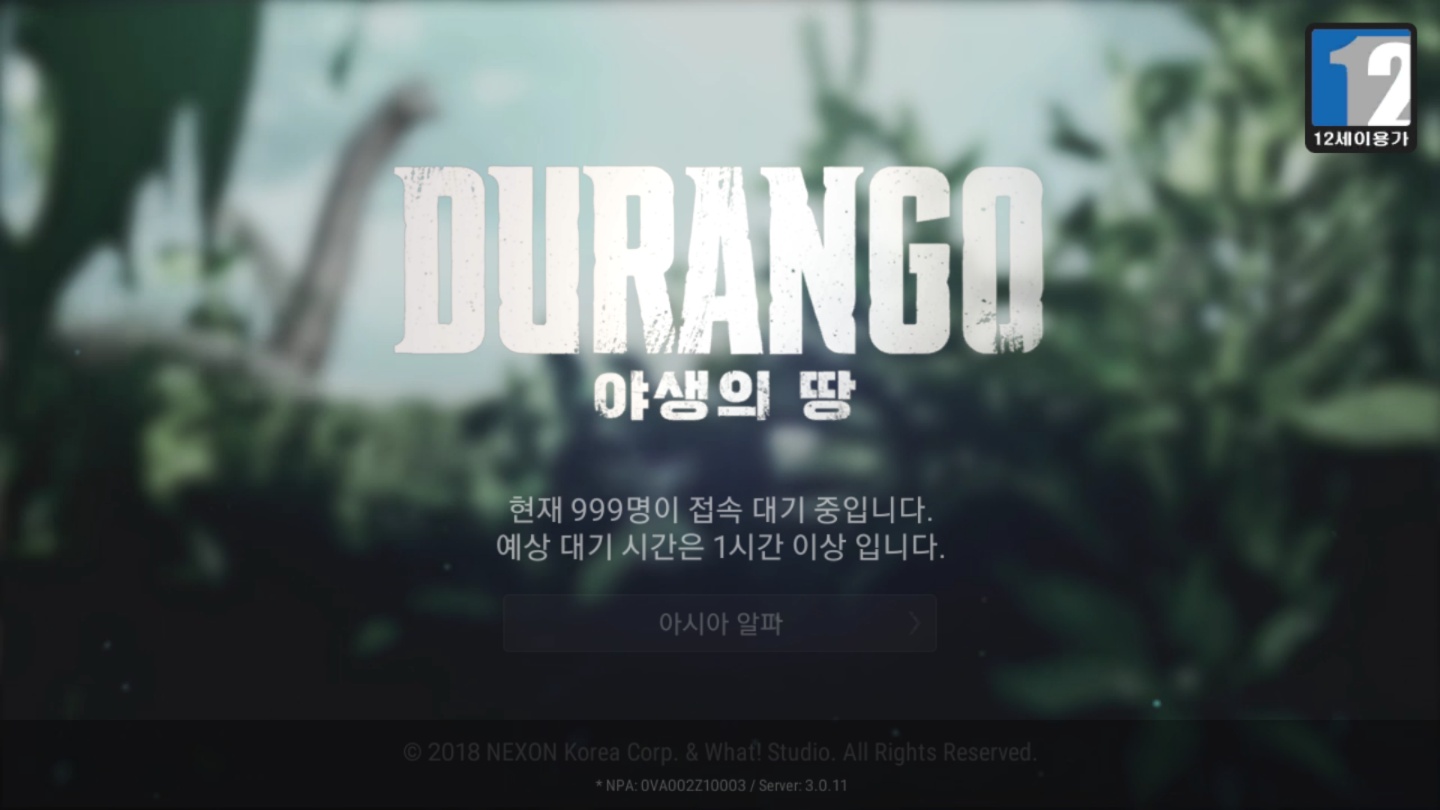 12
12세이용가
DURANGO
야생의 땅
현재 999명이 접속 대기 중입니다.
예상 대기 시간은 1시간 이상 입니다.
아시아 알파
© 2018 NEXON Korea Corp. & What! Studio. All Rights Reserved.
* NPA: 0VA002Z10003 / Server: 3.0.11